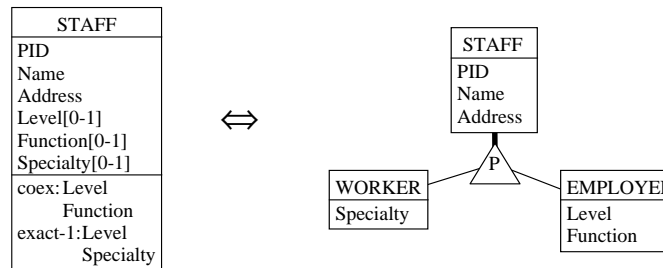 STAFF
PID
Name
Address
Level[0-1]
Function[0-1]
Specialty[0-1]
coex: Level
Function
exact-1:Level
Specialty
⇔
STAFF
PID
Name
Address
P
WORKER
Specialty
EMPLOYEE
Level
Function